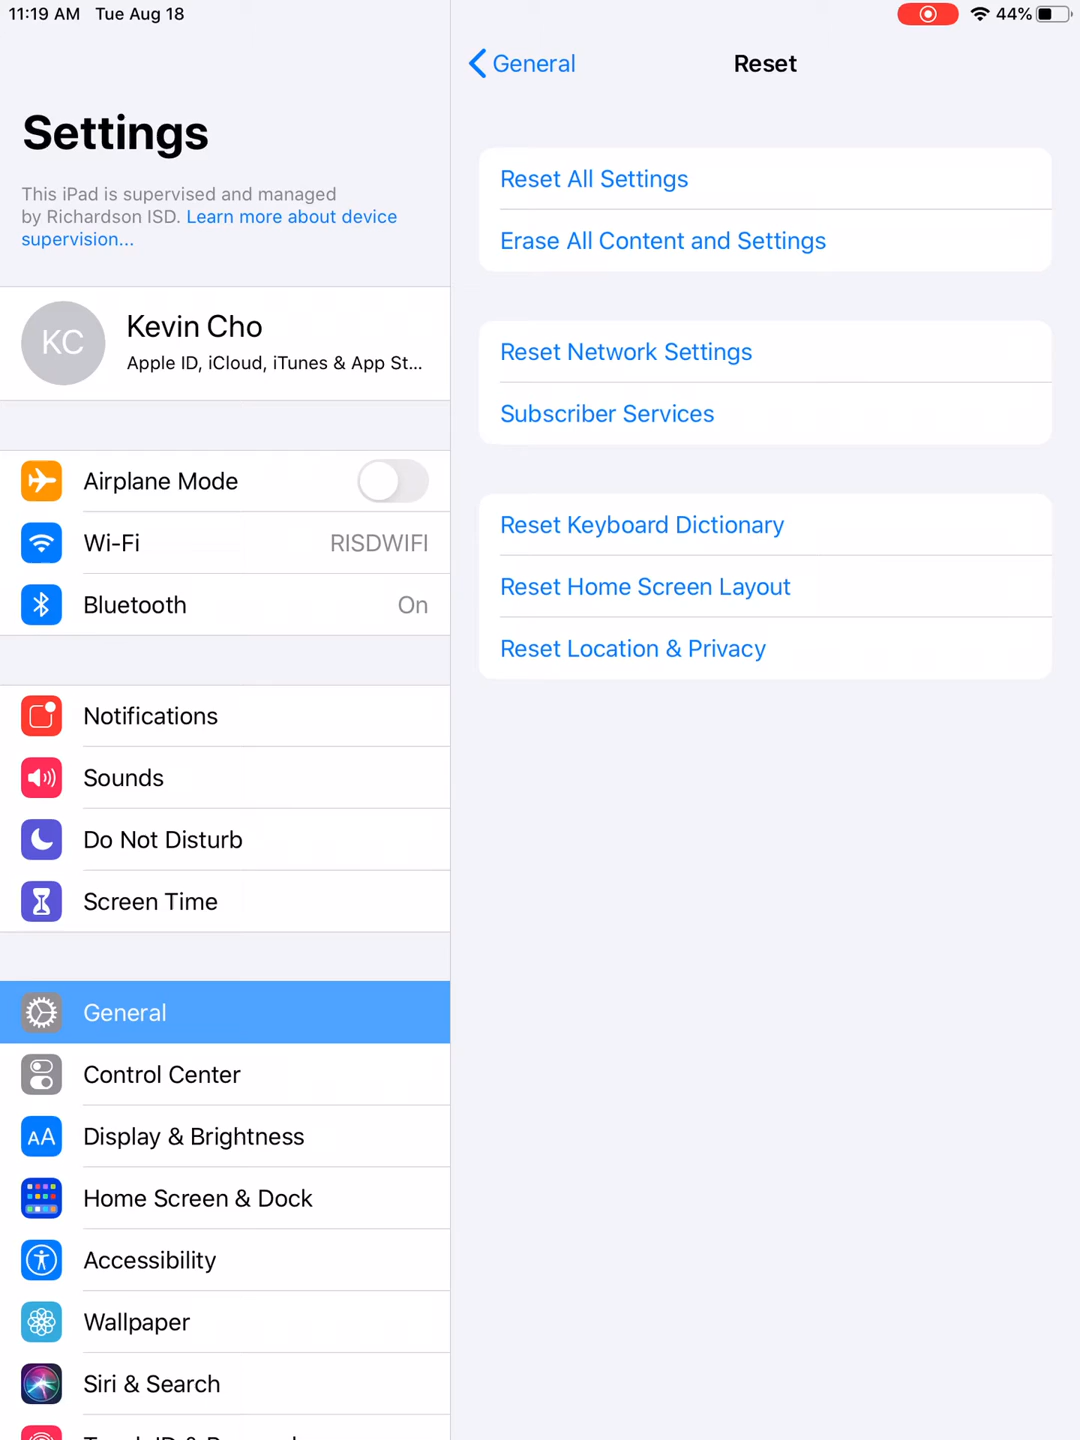 11:19 AM Tue Aug 18
44%
Settings
This iPad is supervised and managed
by Richardson ISD. Learn more about device
supervision...
KC
Kevin Cho
Apple ID, iCloud, iTunes & App St...
Airplane Mode
Wi-Fi RISDWIFI
Bluetooth On
Notifications
Sounds
Do Not Disturb
Screen Time
General
Control Center
AA Display & Brightness
Home Screen & Dock
Accessibility
Wallpaper
Siri & Search
General
Reset
Reset All Settings
Erase All Content and Settings
Reset Network Settings
Subscriber Services
Reset Keyboard Dictionary
Reset Home Screen Layout
Reset Location & Privacy